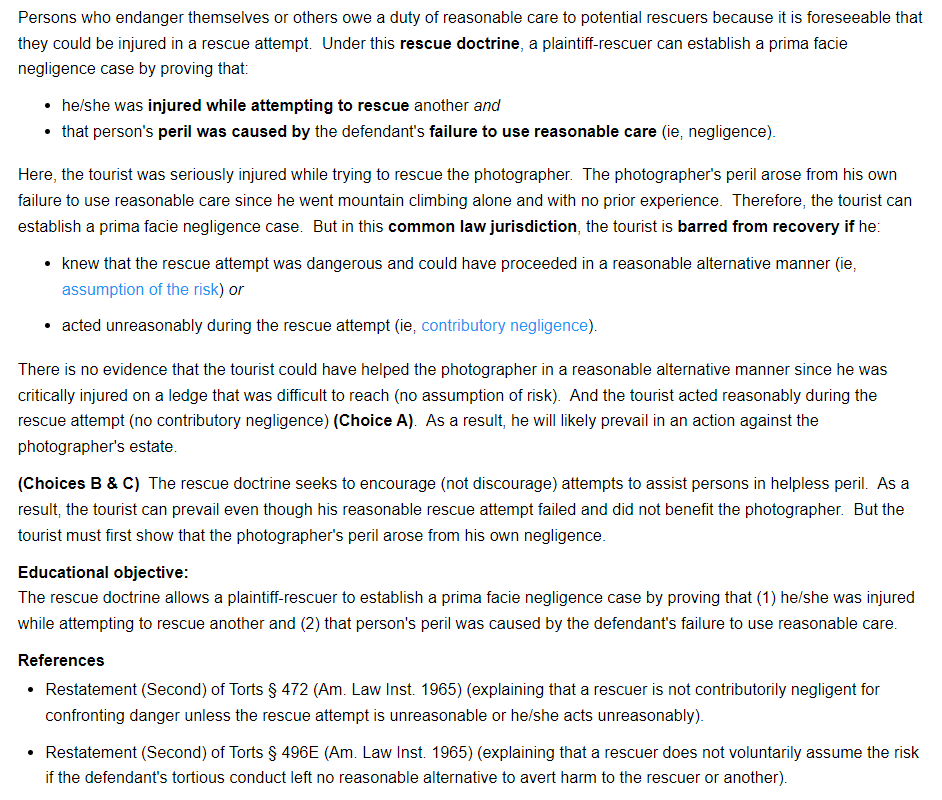 Persons who endanger themselves or others owe a duty of reasonable care to potential rescuers because it is foreseeable that
they could be injured in a rescue attempt.  Under this rescue doctrine, a plaintiff-rescuer can establish a prima facie
negligence case by proving that:
• he/she was injured while attempting to rescue another and
• that person's peril was caused by the defendant's failure to use reasonable care (ie, negligence).
Here, the tourist was seriously injured while trying to rescue the photographer.  The photographer's peril arose from his own
failure to use reasonable care since he went mountain climbing alone and with no prior experience.  Therefore, the tourist can
establish a prima facie negligence case.  But in this common law jurisdiction, the tourist is barred from recovery if he:
• knew that the rescue attempt was dangerous and could have proceeded in a reasonable alternative manner (ie,
assumption of the risk) or
• acted unreasonably during the rescue attempt (ie, contributory negligence).
There is no evidence that the tourist could have helped the photographer in a reasonable alternative manner since he was
critically injured on a ledge that was difficult to reach (no assumption of risk).  And the tourist acted reasonably during the
rescue attempt (no contributory negligence) (Choice A).  As a result, he will likely prevail in an action against the
photographer's estate.
(Choices B & C)  The rescue doctrine seeks to encourage (not discourage) attempts to assist persons in helpless peril.  As a
result, the tourist can prevail even though his reasonable rescue attempt failed and did not benefit the photographer.  But the
tourist must first show that the photographer's peril arose from his own negligence.
Educational objective:
The rescue doctrine allows a plaintiff-rescuer to establish a prima facie negligence case by proving that (1) he/she was injured
while attempting to rescue another and (2) that person's peril was caused by the defendant's failure to use reasonable care.
References
• Restatement (Second) of Torts § 472 (Am. Law Inst. 1965) (explaining that a rescuer is not contributorily negligent for
confronting danger unless the rescue attempt is unreasonable or he/she acts unreasonably).
• Restatement (Second) of Torts § 496E (Am. Law Inst. 1965) (explaining that a rescuer does not voluntarily assume the risk
if the defendant's tortious conduct left no reasonable alternative to avert harm to the rescuer or another).